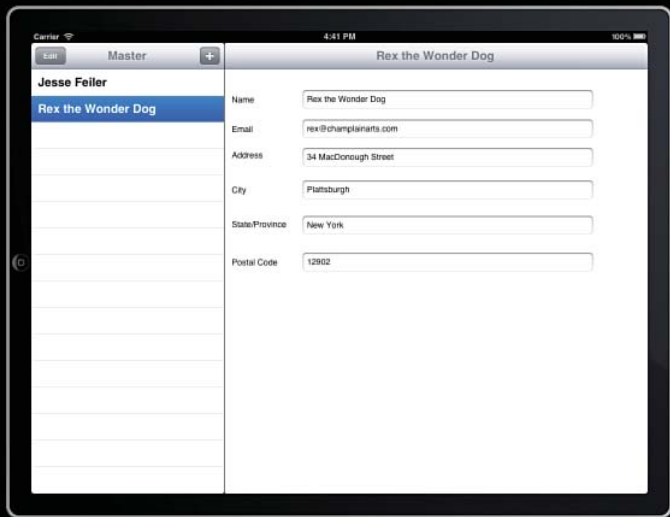 Carrier 4:41 PM 100%
Edit Master + Rex the Wonder Dog
Jesse Feiler
Rex the Wonder Dog
Name Rex the Wonder Dog
Email rex@champlainarts.com
Address 34 MacDonough Street
City Plattsburgh
State/Province New York
Postal Code 12902